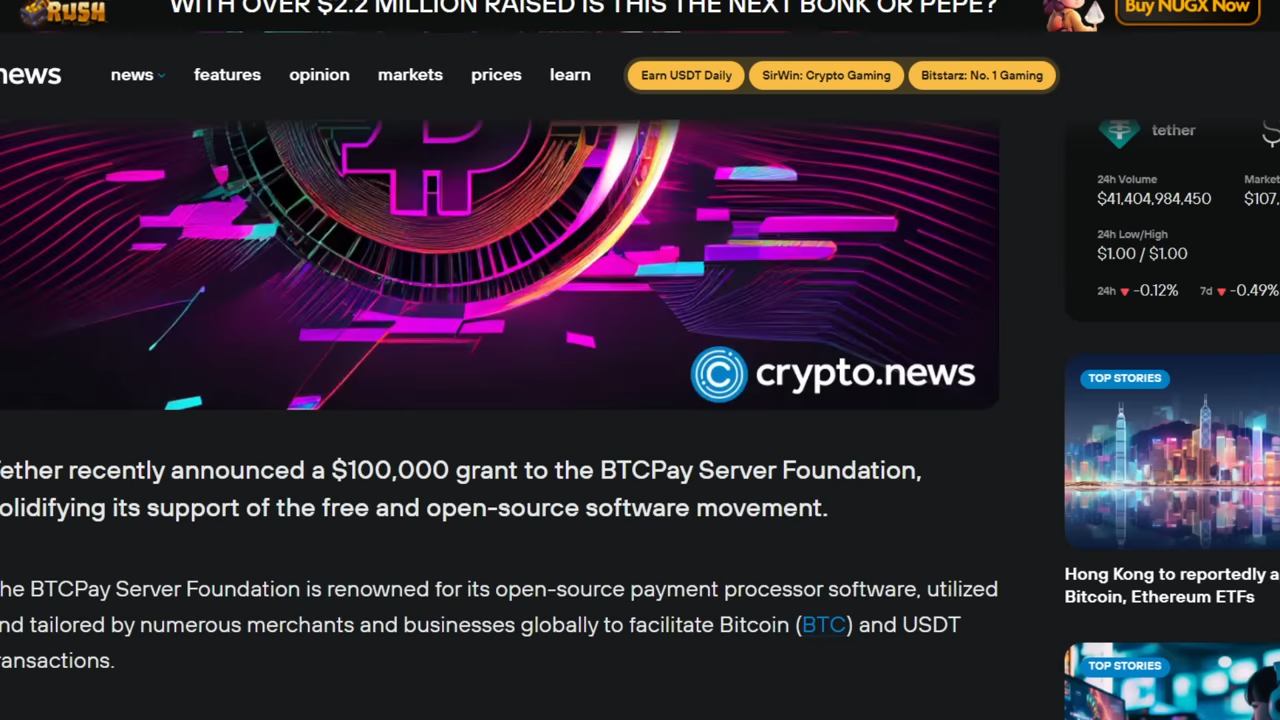 RUSH
WITH OVER $2.2 MILLION RAISED IS THIS THE NEXT BONK OR PEPE?
Buy NUGX Now
news
news features opinion markets prices learn
Earn USDT Daily
SirWin: Crypto Gaming
Bitstarz: No. 1 Gaming
crypto.news
ether recently announced a $100,000 grant to the BTCPay Server Foundation,
olidifying its support of the free and open-source software movement.
he BTCPay Server Foundation is renowned for its open-source payment processor software, utilized
nd tailored by numerous merchants and businesses globally to facilitate Bitcoin (BTC) and USDT
ransactions.
tether
24h Volume
Market
$41,404,984,450
$107,
24h Low/High
$1.00 / $1.00
24h -0.12% 7d -0.49%
TOP STORIES
Hong Kong to reportedly a
Bitcoin, Ethereum ETFs
TOP STORIES